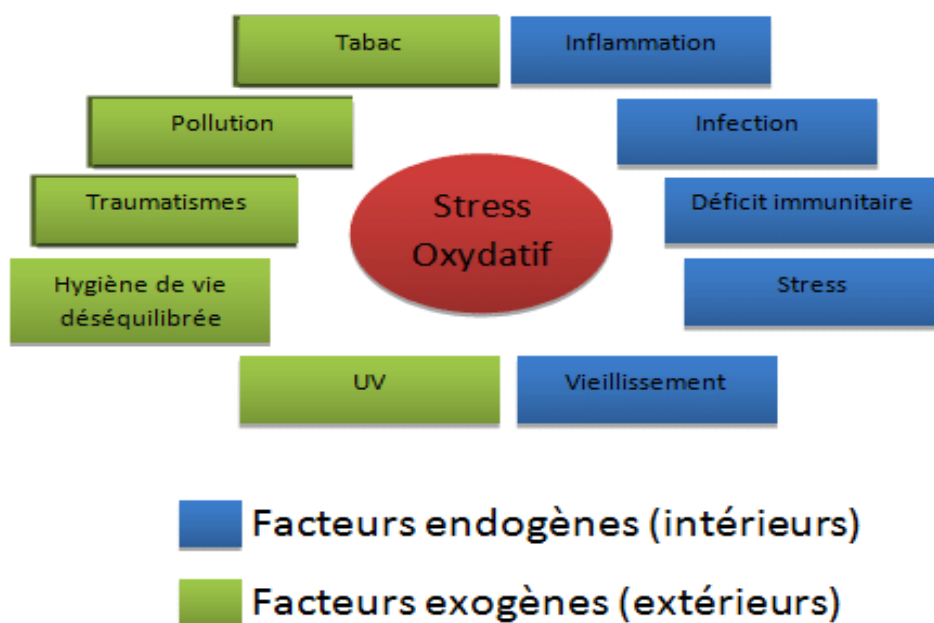 Tabac
Inflammation
Pollution
Infection
Traumatismes
Stress
Oxydatif
Déficit immunitaire
Hygiène de vie
déséquilibrée
Stress
UV
Vieillissement
Facteurs endogènes (intérieurs)
Facteurs exogènes (extérieurs)